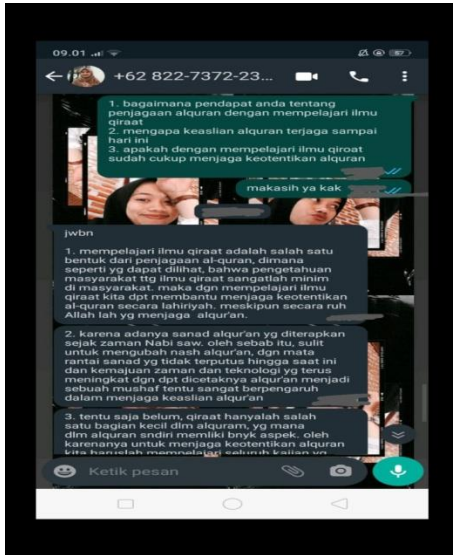 09.01
+62 822-7372-23...
1. bagaimana pendapat anda tentang
penjagaan alquran dengan mempelajari ilmu
qiraat
2. mengapa keaslian alquran terjaga sampai
hari ini
3. apakah dengan mempelajari ilmu qiroat
sudah cukup menjaga keotentikan alquran
makasih ya kak
jwbn
1. mempelajari ilmu qiraat adalah salah satu
bentuk dari penjagaan al-quran, dimana
seperti yg dapat dilihat, bahwa pengetahuan
masyarakat ttg ilmu qiraat sangatlah minim
di masyarakat. maka dgn mempelajari ilmu
qiraat kita dpt membantu menjaga keotentikan
al-quran secara lahiriyah. meskipun secara ruh
Allah lah yg menjaga alqur'an.
2. karena adanya sanad alqur'an yg diterapkan
sejak zaman Nabi saw. oleh sebab itu, sulit
untuk mengubah nash alqur'an, dgn mata
rantai sanad yg tidak terputus hingga saat ini
dan kemajuan zaman dan teknologi yg terus
meningkat dgn dpt dicetaknya alqur'an menjadi
sebuah mushaf tentu sangat berpengaruh
dalam menjaga keaslian alqur'an
3. tentu saja belum, qiraat hanyalah salah
satu bagian kecil dlm alquram, yg mana
dlm alquran sndiri memliki bnyk aspek. oleh
karenanya untuk menjaga keotentikan alquran
kita haruslah mempelajari seluruh kajian yg
Ketik pesan